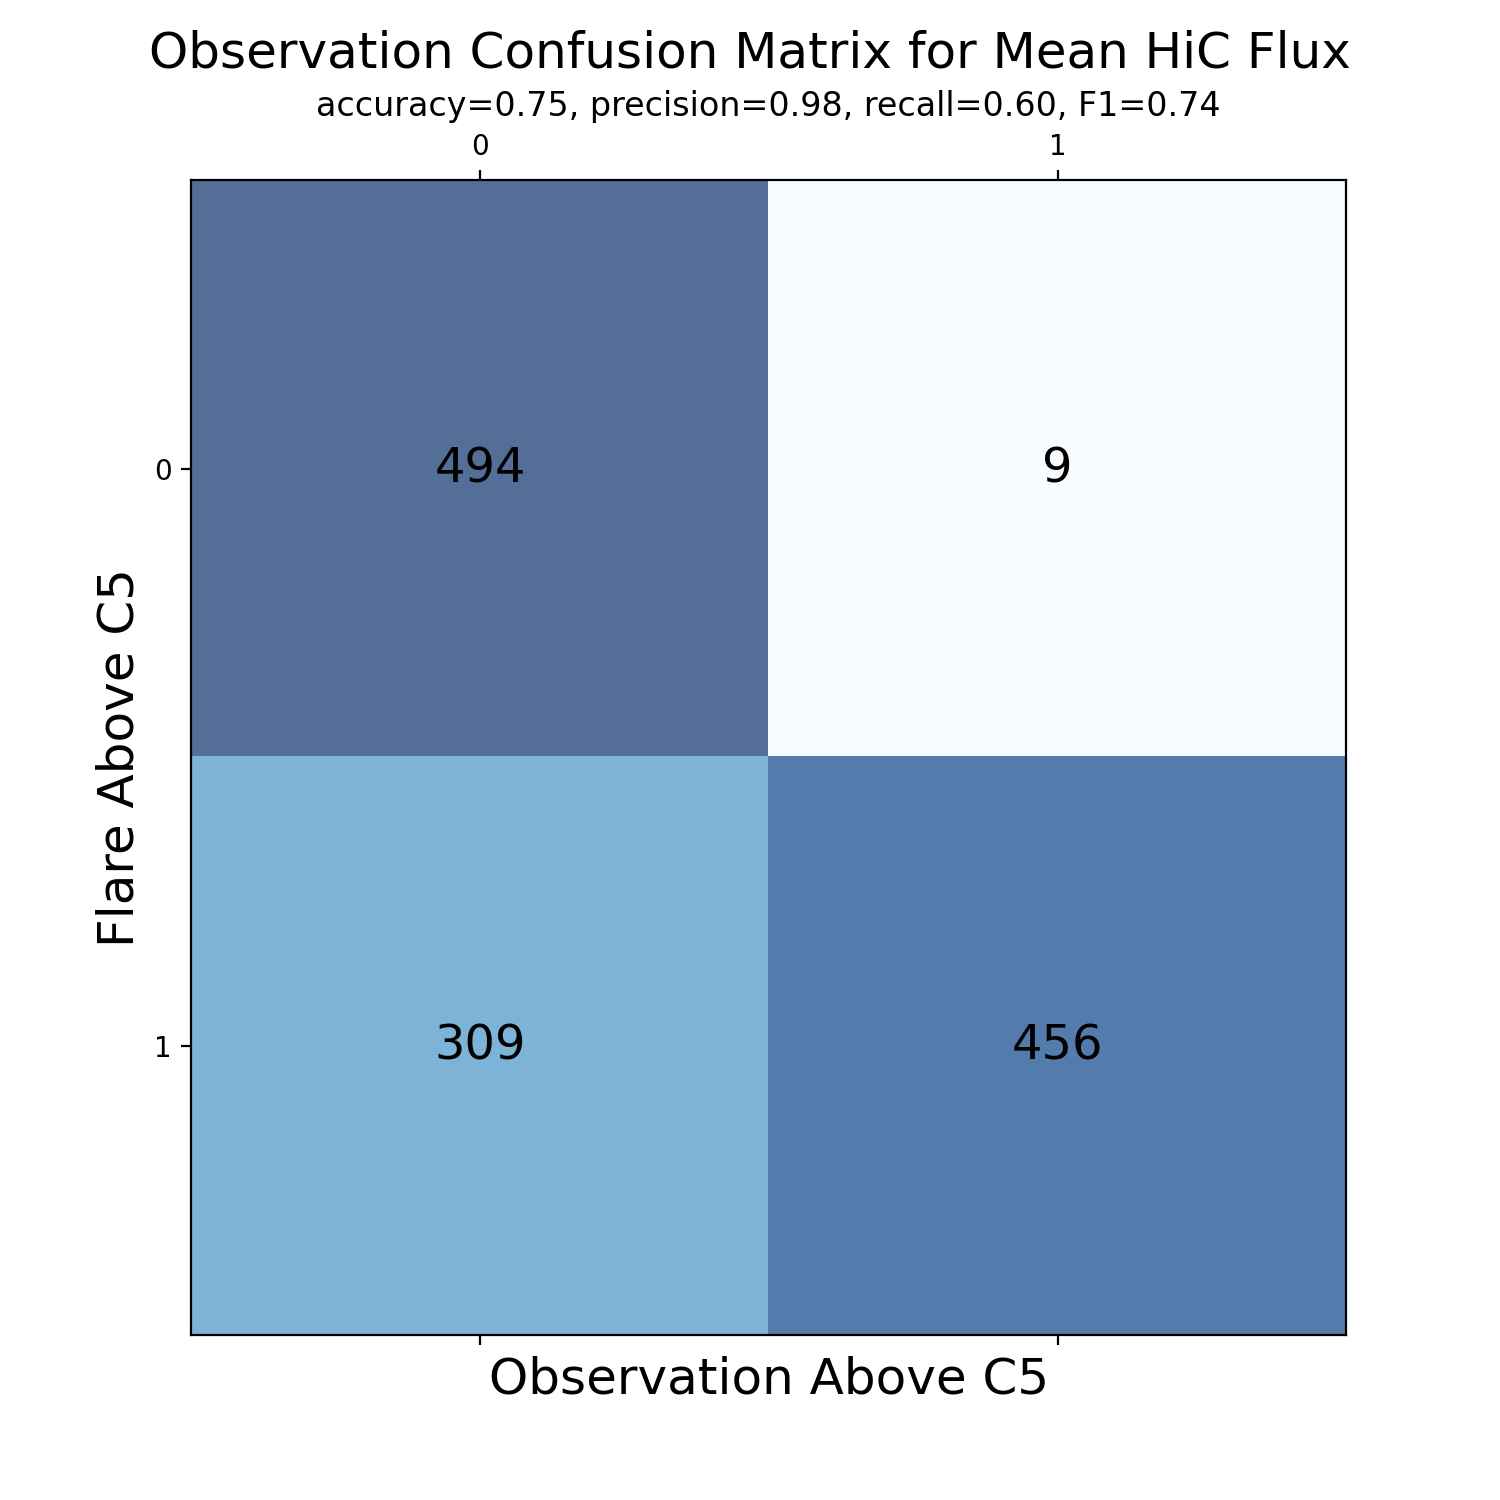 Observation Confusion Matrix for Mean HiC Flux
accuracy=0.75, precision=0.98, recall=0.60, F1=0.74
0 1
0 494 9
Flare Above C5
1 309 456
Observation Above C5